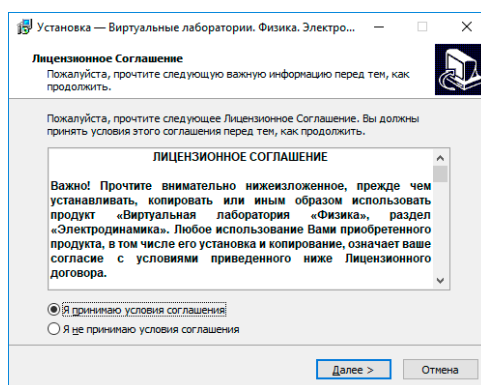 Установка — Виртуальные лаборатории. Физика. Электро...
Лицензионное Соглашение
Пожалуйста, прочтите следующую важную информацию перед тем, как
продолжить.
Пожалуйста, прочтите следующее Лицензионное Соглашение. Вы должны
принять условия этого соглашения перед тем, как продолжить.
ЛИЦЕНЗИОННОЕ СОГЛАШЕНИЕ
Важно! Прочтите внимательно нижеизложенное, прежде чем
устанавливать, копировать или иным образом использовать
продукт «Виртуальная лаборатория «Физика», раздел
«Электродинамика». Любое использование Вами приобретенного
продукта, в том числе его установка и копирование, означает ваше
согласие с условиями приведенного ниже Лицензионного
договора.
Я принимаю условия соглашения
Я не принимаю условия соглашения
Далее >
Отмена